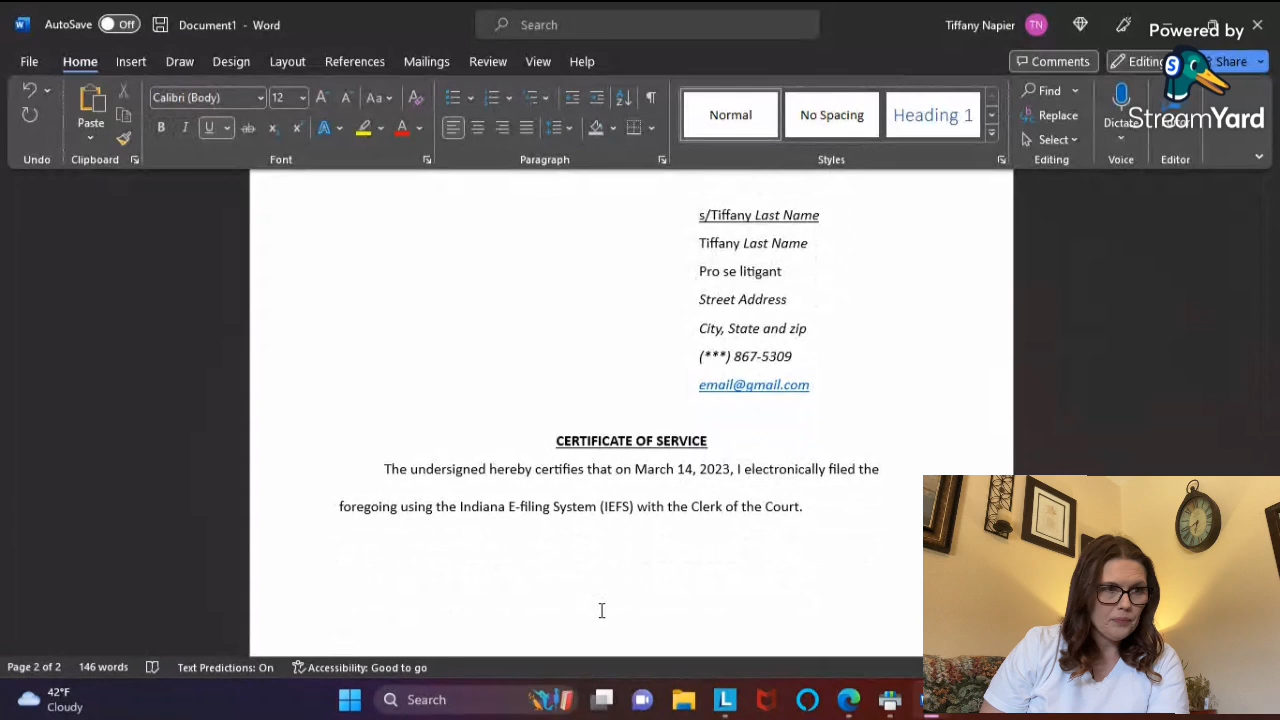 AutoSave Off Document1 - Word Search Tiffany Napier TN
Powered by
File Home Insert Draw Design Layout References Mailings Review View Help Comments Editing Share
StreamYard
Paste Calibri (Body) 12 Aa A A Normal No Spacing Heading 1 Find Replace Select
B I U ab x₂ x² A A
Undo Clipboard Font Paragraph Styles Editing Voice Editor
s/Tiffany Last Name
Tiffany Last Name
Pro se litigant
Street Address
City, State and zip
(***) 867-5309
email@gmail.com
CERTIFICATE OF SERVICE
The undersigned hereby certifies that on March 14, 2023, I electronically filed the
foregoing using the Indiana E-filing System (IEFS) with the Clerk of the Court.
Page 2 of 2 146 words Text Predictions: On Accessibility: Good to go
42°F
Cloudy
Search